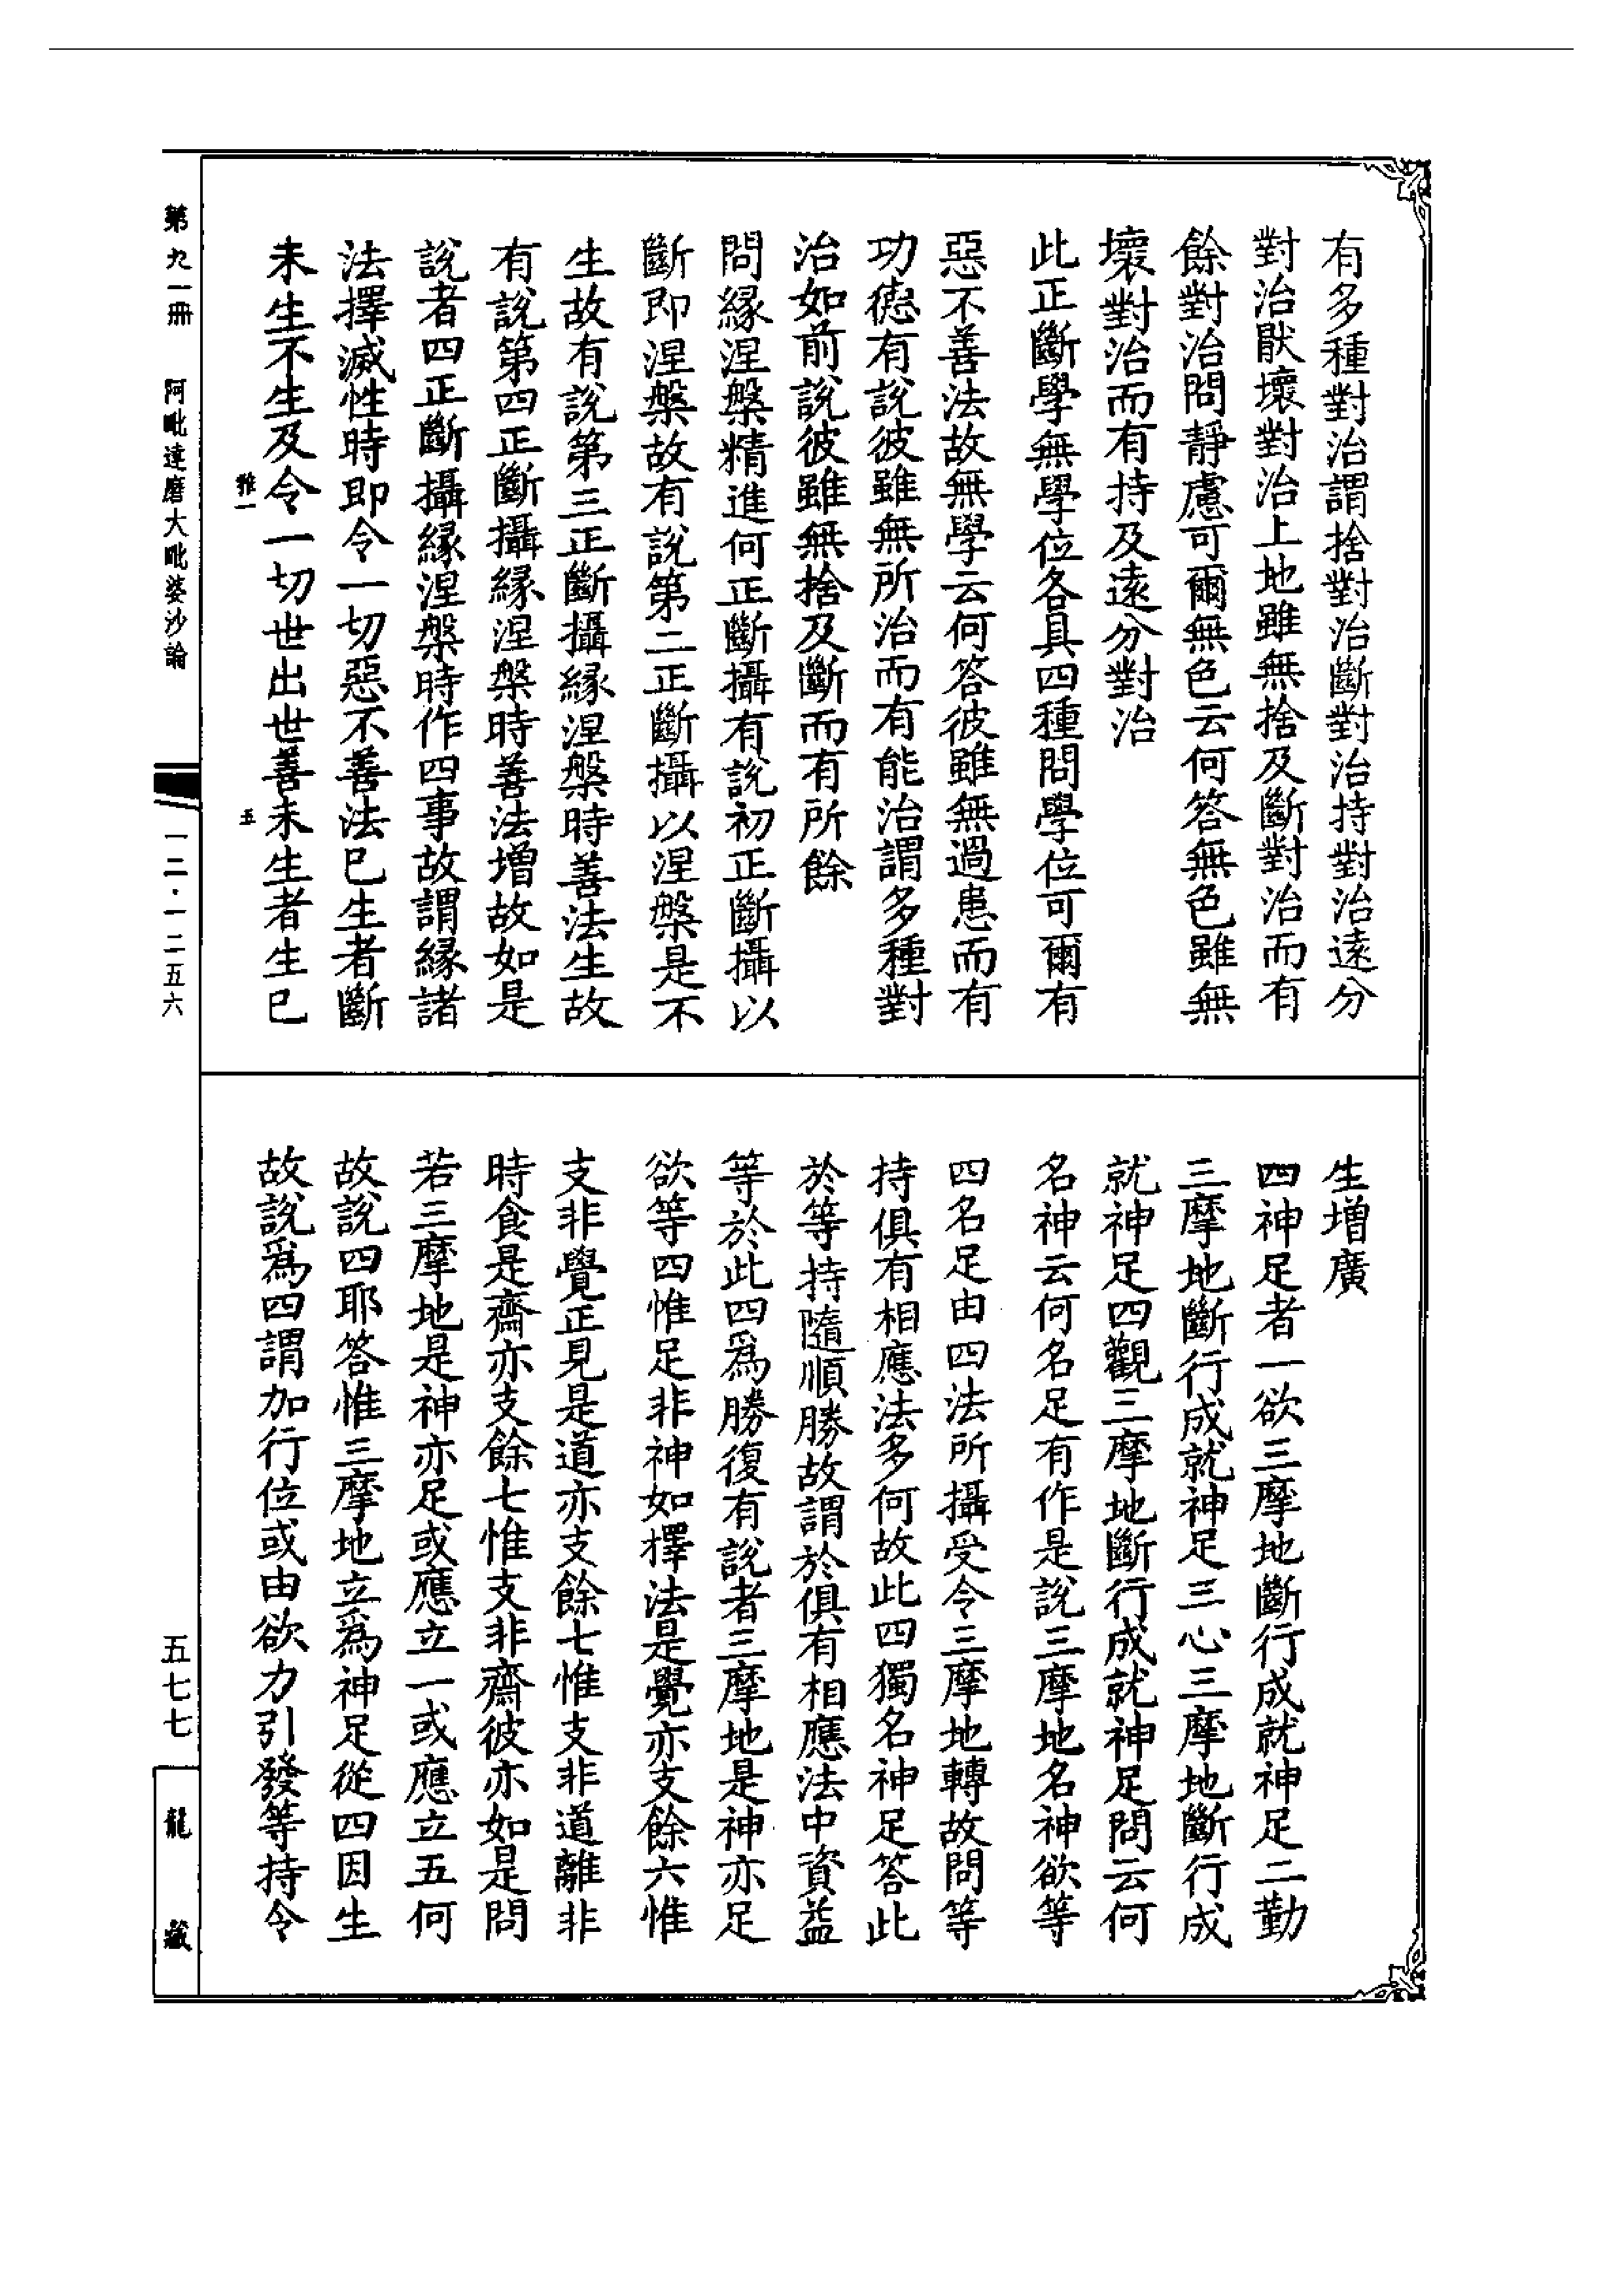 有多種對治謂捨對治斷對治持對治遠分
對治厭壞對治上地雖無捨及斷對治而有
餘對治問靜慮可爾無色云何答無色雖無
壞對治而有持及遠分對治
此正斷學無學位各具四種問學位可爾有
惡不善法故無學云何答彼雖無過患而有
功德有說彼雖無所治而有能治謂多種對
治如前說彼雖無捨及斷而有所餘
問緣涅槃精進何正斷攝有說初正斷攝以
斷即涅槃故有說第二正斷攝以涅槃是不
生故有說第三正斷攝緣涅槃時善法生故
有說第四正斷攝緣涅槃時善法增故如是
說者四正斷攝緣涅槃時作四事故謂緣諸
法擇滅性時即令一切惡不善法已生者斷
未生不生及令一切世出世善未生者生已
雅一
五
生增廣
四神足者一欲三摩地斷行成就神足二勤
三摩地斷行成就神足三心三摩地斷行成
就神足四觀三摩地斷行成就神足問云何
名神云何名足有作是說三摩地名神欲等
四名足由四法所攝受令三摩地轉故問等
持俱有相應法多何故此四獨名神足答此
於等持隨順勝故謂於俱有相應法中資益
等於此四爲勝復有說者三摩地是神亦足
欲等四惟足非神如擇法是覺亦支餘六惟
支非覺正見是道亦支餘七惟支非道離非
時食是齋亦支餘七惟支非齋彼亦如是問
若三摩地是神亦足或應立一或應立五何
故說四耶答惟三摩地立爲神足從四因生
故說爲四謂加行位或由欲力引發等持令
第九一冊
阿毗達磨大毗婆沙論
一二·一二五六
五七七
龍藏